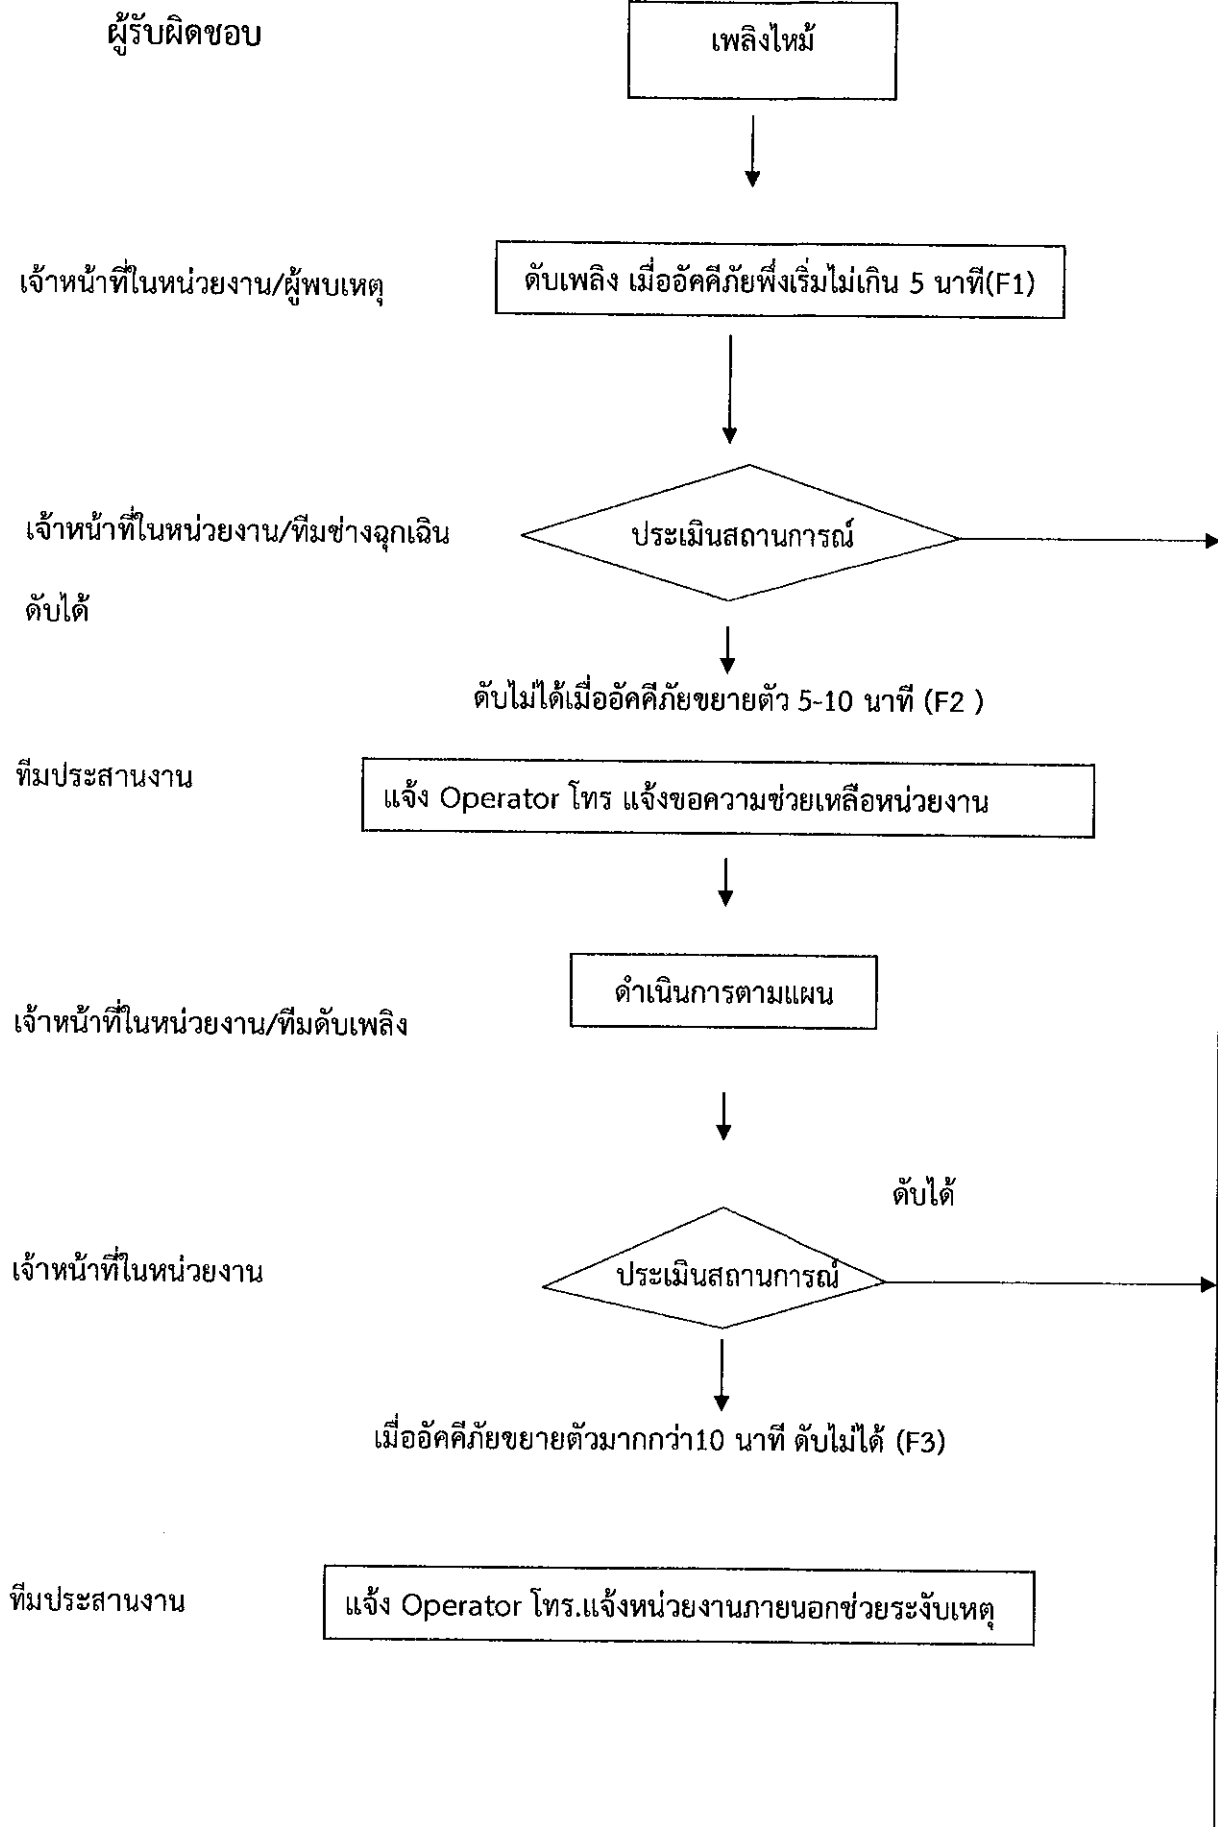 ผู้รับผิดชอบ
เพลิงไหม้
เจ้าหน้าที่ในหน่วยงาน/ผู้พบเหตุ
ดับเพลิง เมื่ออัคคีภัยพึ่งเริ่มไม่เกิน 5 นาที(F1)
เจ้าหน้าที่ในหน่วยงาน/ทีมช่างฉุกเฉิน
ประเมินสถานการณ์
ดับได้
ดับไม่ได้เมื่ออัคคีภัยขยายตัว 5-10 นาที (F2 )
ทีมประสานงาน
แจ้ง Operator โทร แจ้งขอความช่วยเหลือหน่วยงาน
ดำเนินการตามแผน
เจ้าหน้าที่ในหน่วยงาน/ทีมดับเพลิง
ดับได้
เจ้าหน้าที่ในหน่วยงาน
ประเมินสถานการณ์
เมื่ออัคคีภัยขยายตัวมากกว่า10 นาที ดับไม่ได้ (F3)
ทีมประสานงาน
แจ้ง Operator โทร.แจ้งหน่วยงานภายนอกช่วยระงับเหตุ